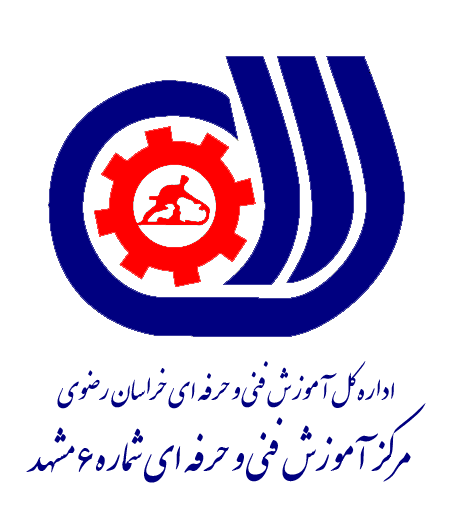 اداره کل آموزش فنی و حرفه ای خراسان رضوی
مرکز آموزش فنی و حرفه ای شماره ۶ مشهد